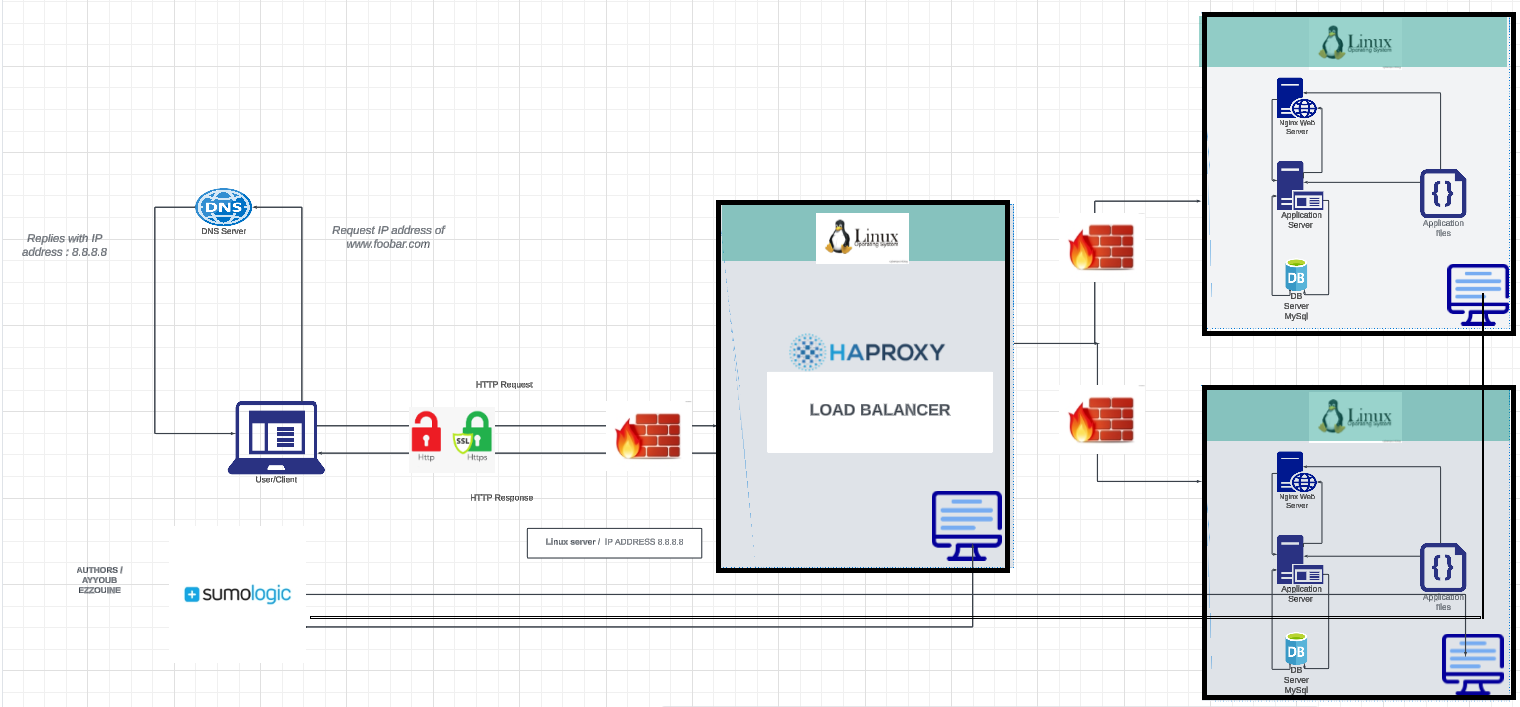 DNS
DNS Server
Replies with IP
address : 8.8.8.8
Request IP address of
www.foobar.com
User/Client
HTTP Request
Http
SSL
Https
HTTP Response
Linux server / IP ADDRESS 8.8.8.8
AUTHORS /
AYYOUB
EZZOUINE
sumologic
Linux
Operating System
HAPROXY
LOAD BALANCER
Linux
Operating System
Nginx Web
Server
Application
Server
{}
Application
files
DB
DB
Server
MySql
Linux
Operating System
Nginx Web
Server
Application
Server
{}
Application
files
DB
DB
Server
MySql